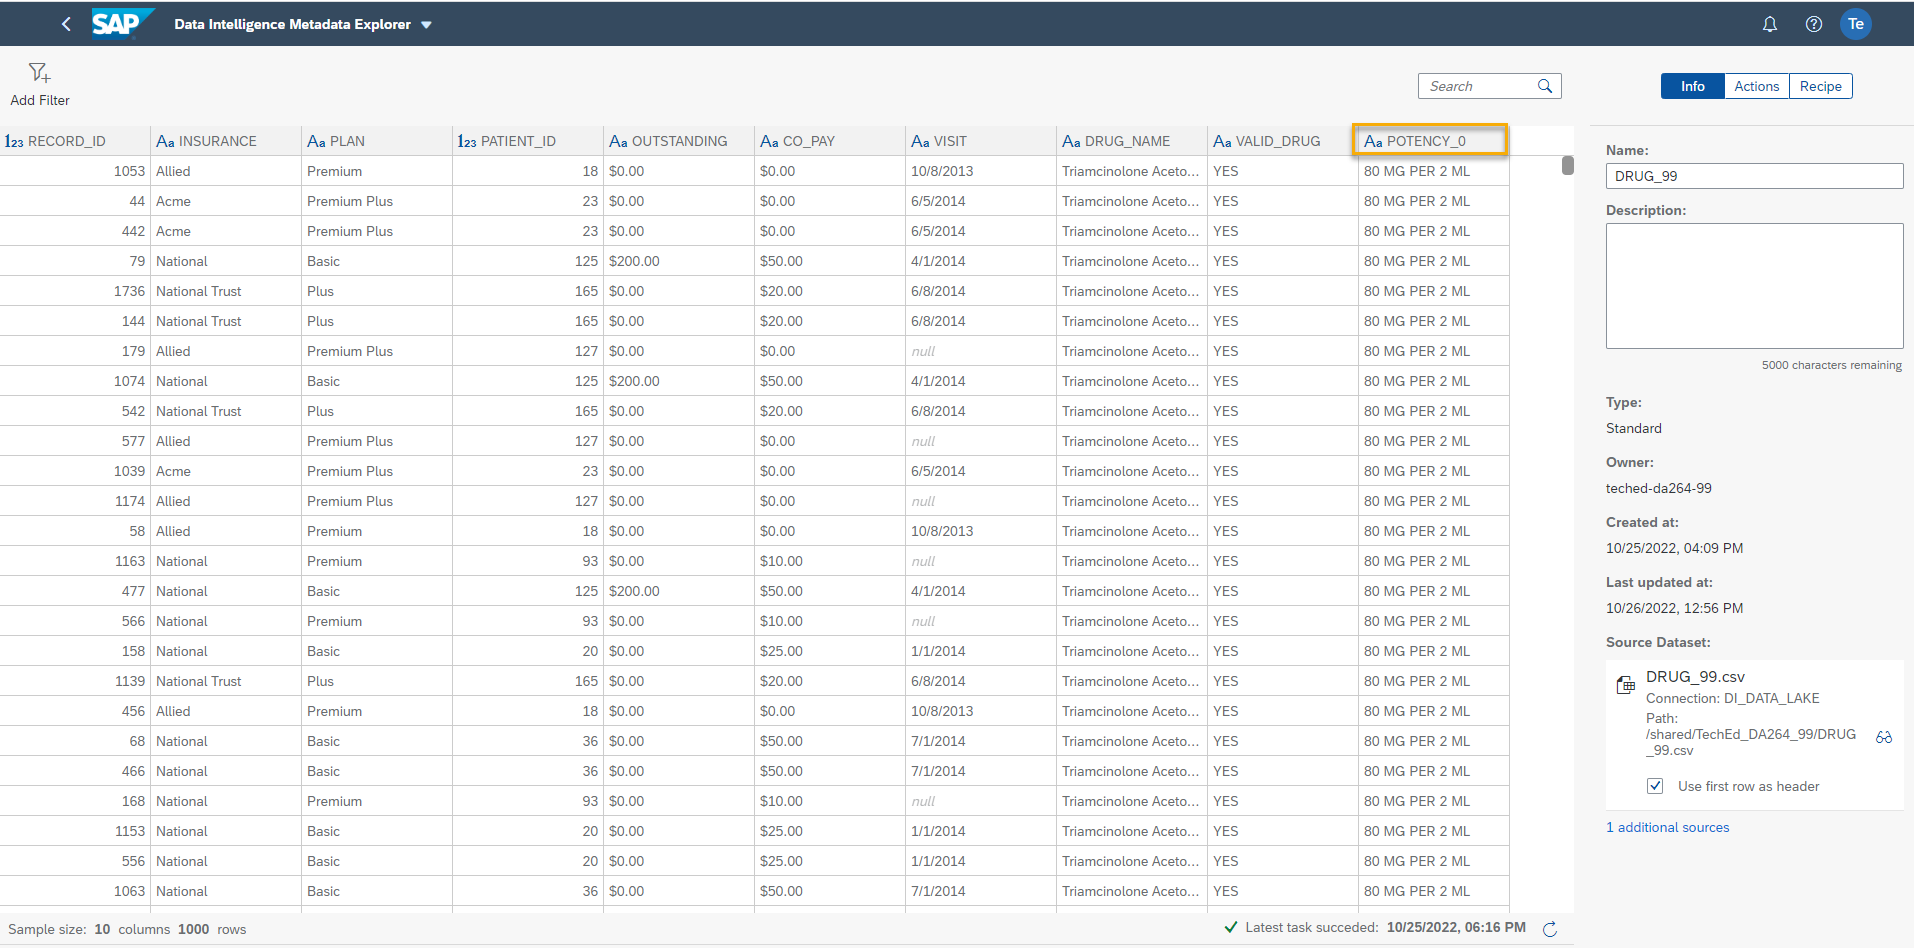 SAP Data Intelligence Metadata Explorer Te
Add Filter
Search
Info Actions Recipe
123 RECORD_ID Aa INSURANCE Aa PLAN 123 PATIENT_ID Aa OUTSTANDING Aa CO_PAY Aa VISIT Aa DRUG_NAME Aa VALID_DRUG Aa POTENCY_0
1053 Allied Premium 18 $0.00 $0.00 10/8/2013 Triamcinolone Aceto... YES 80 MG PER 2 ML
44 Acme Premium Plus 23 $0.00 $0.00 6/5/2014 Triamcinolone Aceto... YES 80 MG PER 2 ML
442 Acme Premium Plus 23 $0.00 $0.00 6/5/2014 Triamcinolone Aceto... YES 80 MG PER 2 ML
79 National Basic 125 $200.00 $50.00 4/1/2014 Triamcinolone Aceto... YES 80 MG PER 2 ML
1736 National Trust Plus 165 $0.00 $20.00 6/8/2014 Triamcinolone Aceto... YES 80 MG PER 2 ML
144 National Trust Plus 165 $0.00 $20.00 6/8/2014 Triamcinolone Aceto... YES 80 MG PER 2 ML
179 Allied Premium Plus 127 $0.00 $0.00 null Triamcinolone Aceto... YES 80 MG PER 2 ML
1074 National Basic 125 $200.00 $50.00 4/1/2014 Triamcinolone Aceto... YES 80 MG PER 2 ML
542 National Trust Plus 165 $0.00 $20.00 6/8/2014 Triamcinolone Aceto... YES 80 MG PER 2 ML
577 Allied Premium Plus 127 $0.00 $0.00 null Triamcinolone Aceto... YES 80 MG PER 2 ML
1039 Acme Premium Plus 23 $0.00 $0.00 6/5/2014 Triamcinolone Aceto... YES 80 MG PER 2 ML
1174 Allied Premium Plus 127 $0.00 $0.00 null Triamcinolone Aceto... YES 80 MG PER 2 ML
58 Allied Premium 18 $0.00 $0.00 10/8/2013 Triamcinolone Aceto... YES 80 MG PER 2 ML
1163 National Premium 93 $0.00 $10.00 null Triamcinolone Aceto... YES 80 MG PER 2 ML
477 National Basic 125 $200.00 $50.00 4/1/2014 Triamcinolone Aceto... YES 80 MG PER 2 ML
566 National Premium 93 $0.00 $10.00 null Triamcinolone Aceto... YES 80 MG PER 2 ML
158 National Basic 20 $0.00 $25.00 1/1/2014 Triamcinolone Aceto... YES 80 MG PER 2 ML
1139 National Trust Plus 165 $0.00 $20.00 6/8/2014 Triamcinolone Aceto... YES 80 MG PER 2 ML
456 Allied Premium 18 $0.00 $0.00 10/8/2013 Triamcinolone Aceto... YES 80 MG PER 2 ML
68 National Basic 36 $0.00 $50.00 7/1/2014 Triamcinolone Aceto... YES 80 MG PER 2 ML
466 National Basic 36 $0.00 $50.00 7/1/2014 Triamcinolone Aceto... YES 80 MG PER 2 ML
168 National Premium 93 $0.00 $10.00 null Triamcinolone Aceto... YES 80 MG PER 2 ML
1153 National Basic 20 $0.00 $25.00 1/1/2014 Triamcinolone Aceto... YES 80 MG PER 2 ML
556 National Basic 20 $0.00 $25.00 1/1/2014 Triamcinolone Aceto... YES 80 MG PER 2 ML
1063 National Basic 36 $0.00 $50.00 7/1/2014 Triamcinolone Aceto... YES 80 MG PER 2 ML
Sample size: 10 columns 1000 rows
Latest task succeded: 10/25/2022, 06:16 PM
Name:
DRUG_99
Description:
5000 characters remaining
Type:
Standard
Owner:
teched-da264-99
Created at:
10/25/2022, 04:09 PM
Last updated at:
10/26/2022, 12:56 PM
Source Dataset:
DRUG_99.csv
Connection: DI_DATA_LAKE
Path:
/shared/TechEd_DA264_99/DRUG
_99.csv
Use first row as header
1 additional sources